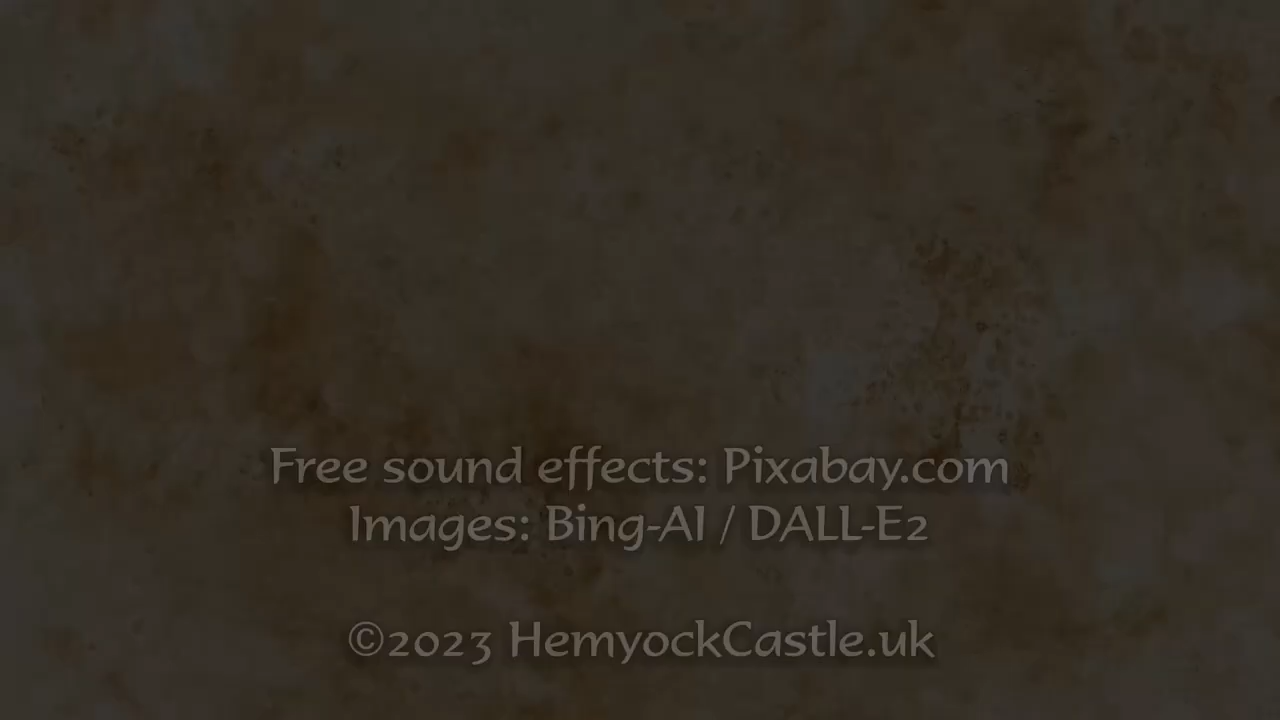 Free sound effects: Pixabay.com
Images: Bing-AI / DALL-E2
©2023 HemyockCastle.uk